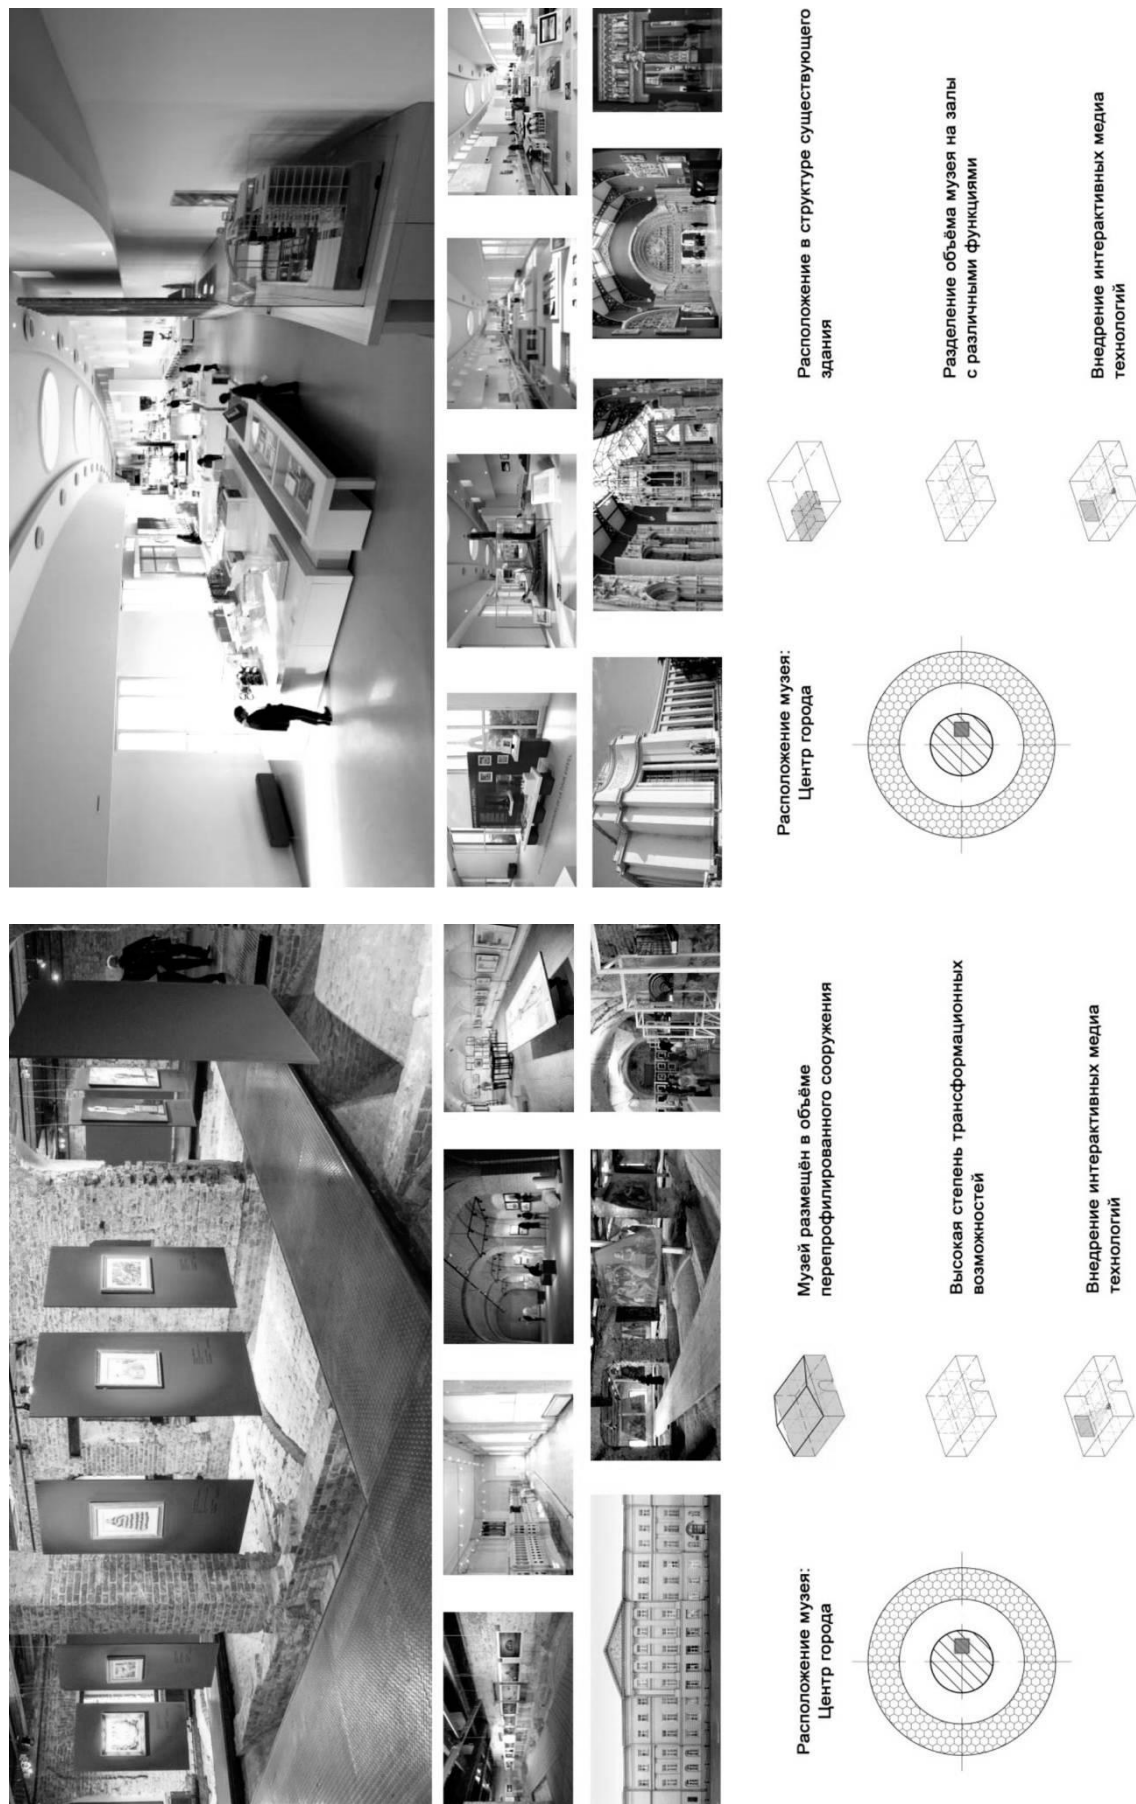 Расположение музея:
Центр города
Музей размещён в объёме
перепрофилированного сооружения
Высокая степень трансформационных
возможностей
Внедрение интерактивных медиа
технологий
Расположение музея:
Центр города
Расположение в структуре существующего
здания
Разделение объёма музея на залы
с различными функциями
Внедрение интерактивных медиа
технологий